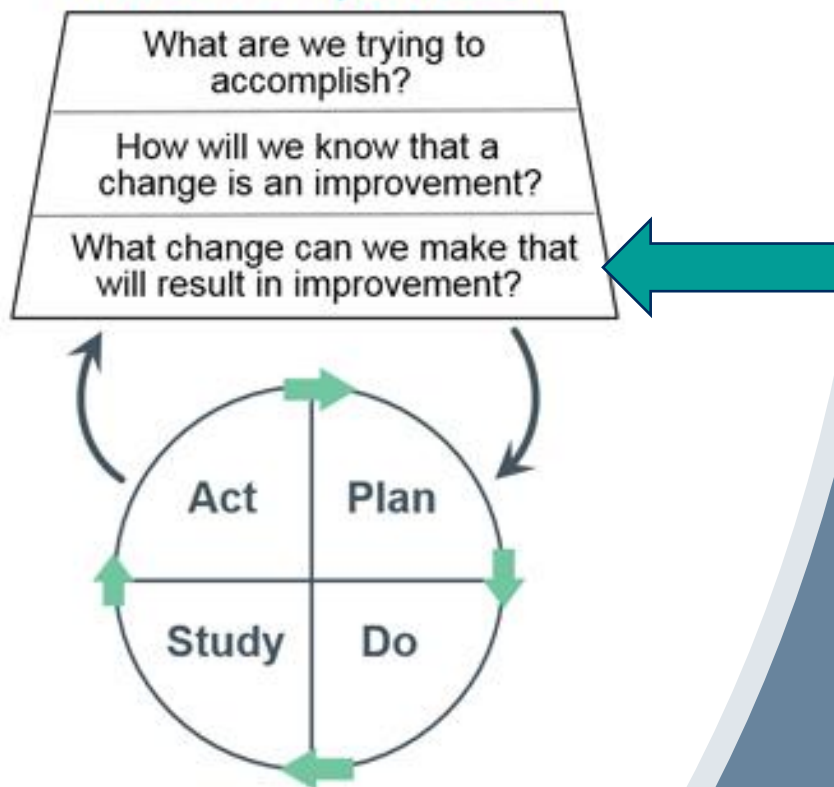 What are we trying to
accomplish?
How will we know that a
change is an improvement?
What change can we make that
will result in improvement?
Act
Plan
Study
Do